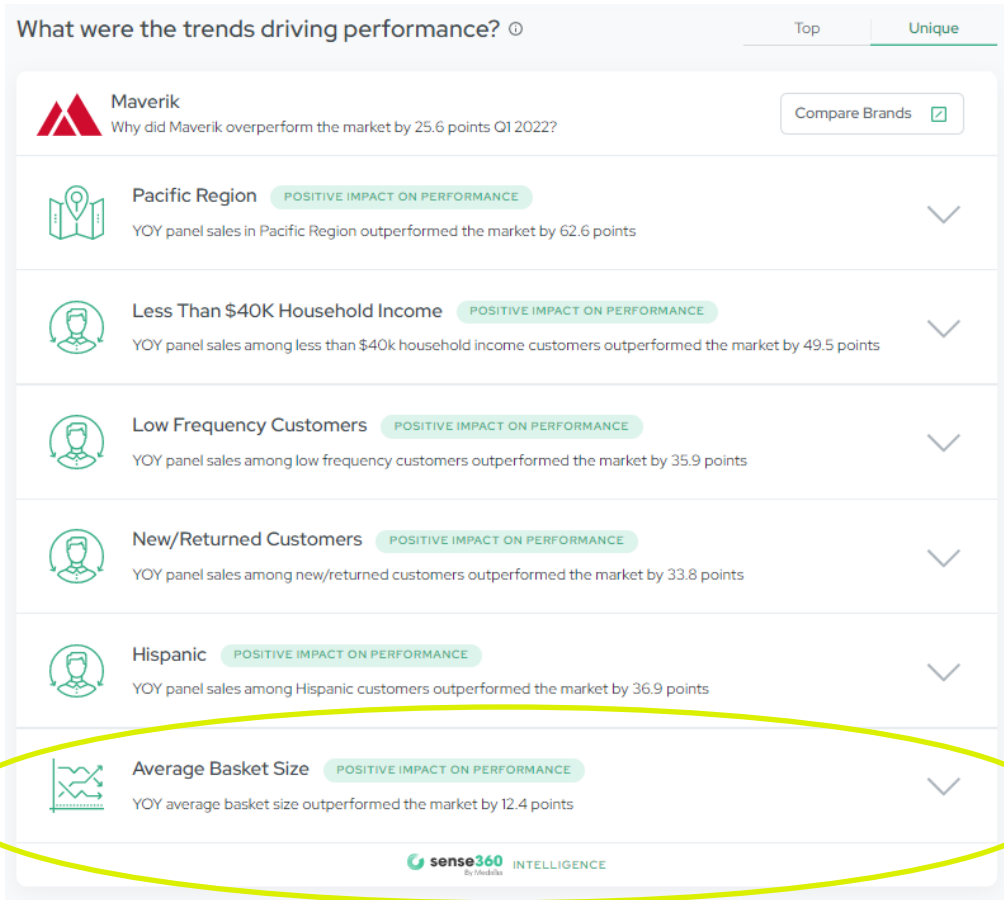 What were the trends driving performance?
Top
Unique
Maverik
Why did Maverik overperform the market by 25.6 points Q1 2022?
Compare Brands
Pacific Region POSITIVE IMPACT ON PERFORMANCE
YOY panel sales in Pacific Region outperformed the market by 62.6 points
Less Than $40K Household Income POSITIVE IMPACT ON PERFORMANCE
YOY panel sales among less than $40k household income customers outperformed the market by 49.5 points
Low Frequency Customers POSITIVE IMPACT ON PERFORMANCE
YOY panel sales among low frequency customers outperformed the market by 35.9 points
New/Returned Customers POSITIVE IMPACT ON PERFORMANCE
YOY panel sales among new/returned customers outperformed the market by 33.8 points
Hispanic POSITIVE IMPACT ON PERFORMANCE
YOY panel sales among Hispanic customers outperformed the market by 36.9 points
Average Basket Size POSITIVE IMPACT ON PERFORMANCE
YOY average basket size outperformed the market by 12.4 points
sense360 INTELLIGENCE
By Medallia